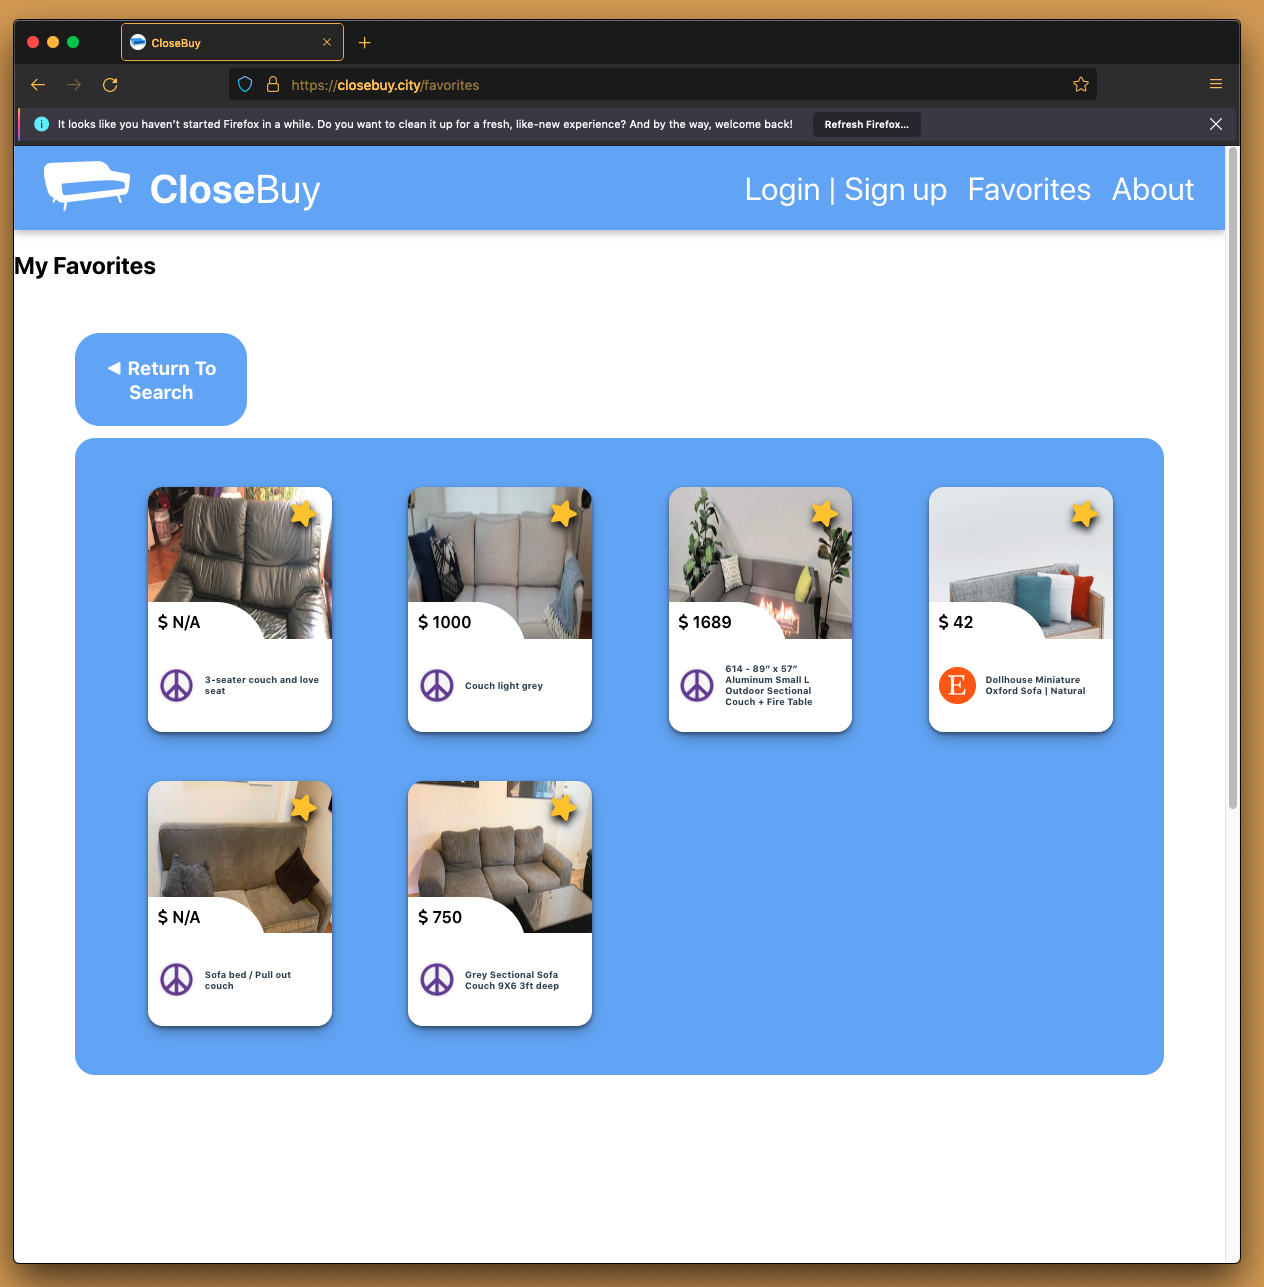 CloseBuy
https://closebuy.city/favorites
It looks like you haven't started Firefox in a while. Do you want to clean it up for a fresh, like-new experience? And by the way, welcome back!
Refresh Firefox...
CloseBuy
Login | Sign up Favorites About
My Favorites
◀ Return To
Search
$ N/A
3-seater couch and love
seat
$ 1000
Couch light grey
$ 1689
614 - 89” x 57”
Aluminum Small L
Outdoor Sectional
Couch + Fire Table
$ 42
E
Dollhouse Miniature
Oxford Sofa | Natural
$ N/A
Sofa bed / Pull out
couch
$ 750
Grey Sectional Sofa
Couch 9X6 3ft deep